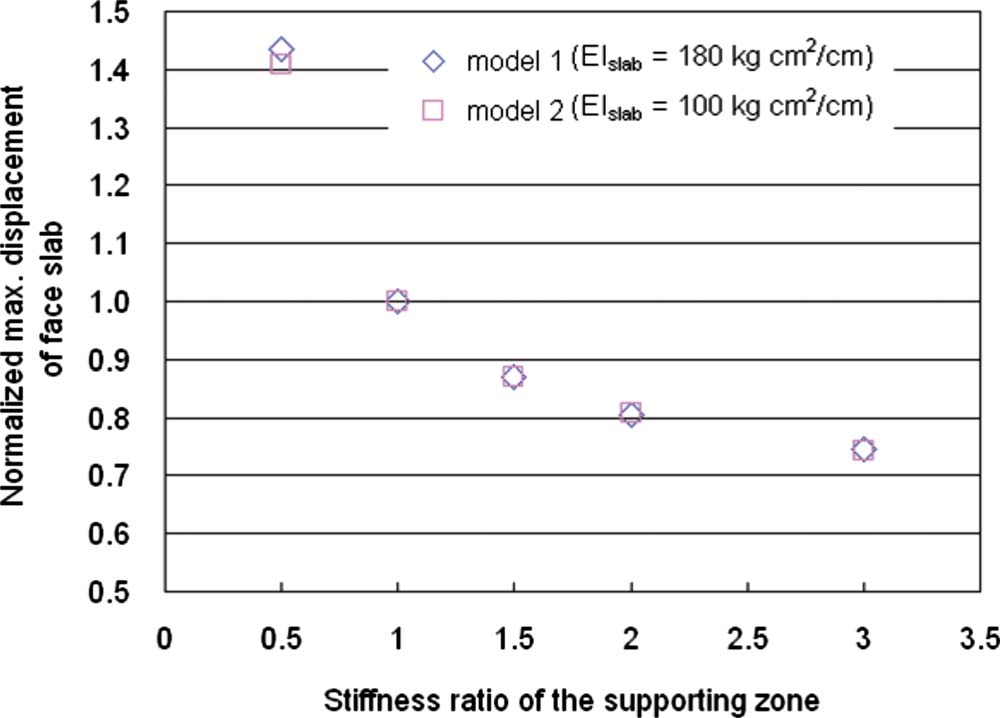 Normalized max. displacement
of face slab
1.5
1.4
1.3
1.2
1.1
1.0
0.9
0.8
0.7
0.6
0.5
model 1 (EIslab = 180 kg cm²/cm)
model 2 (EIslab = 100 kg cm²/cm)
0 0.5 1 1.5 2 2.5 3 3.5
Stiffness ratio of the supporting zone